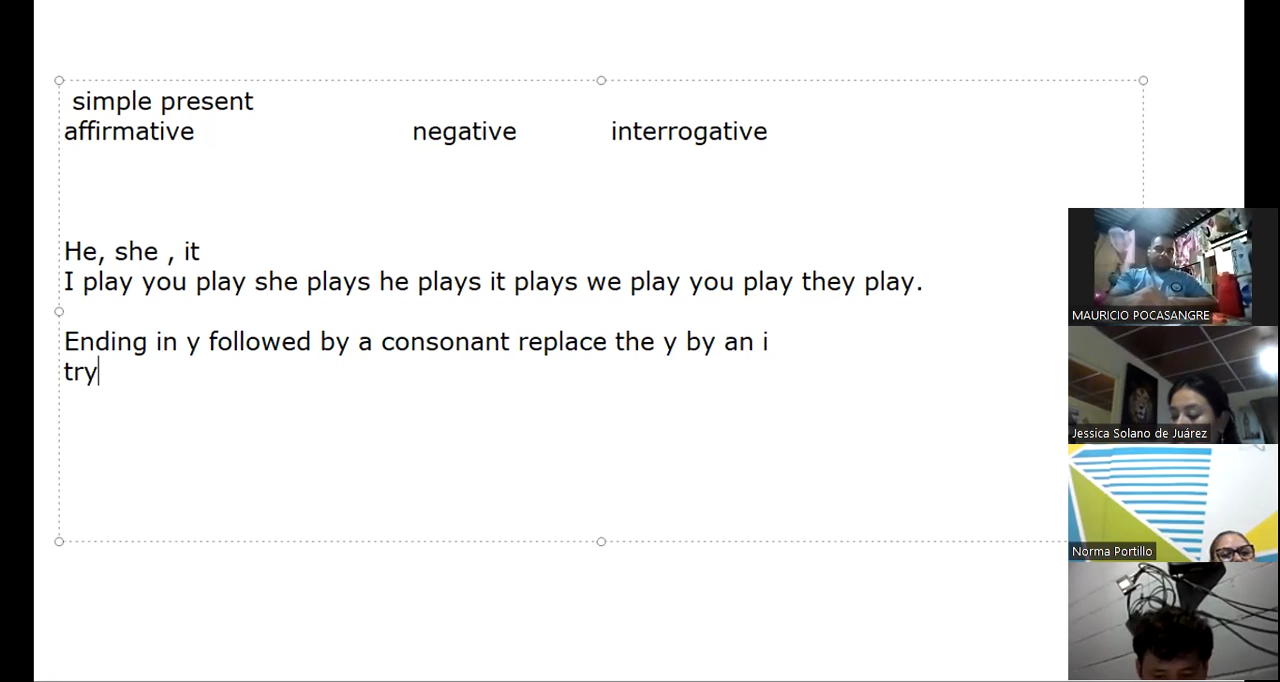 simple present
affirmative negative interrogative
He, she , it
I play you play she plays he plays it plays we play you play they play.
Ending in y followed by a consonant replace the y by an i
try
MAURICIO POCASANGRE
Jessica Solano de Juárez
Norma Portillo